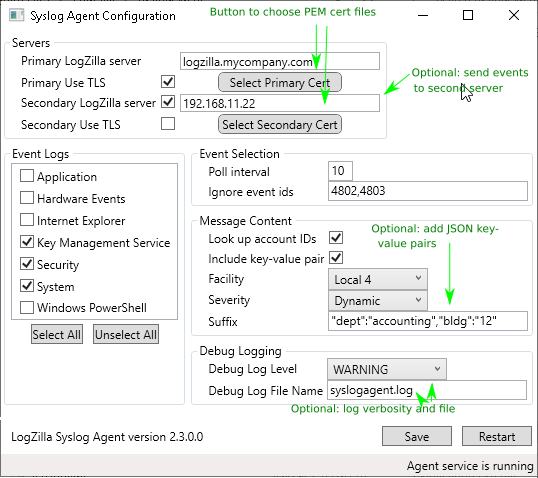 Syslog Agent Configuration
Button to choose PEM cert files
Servers
Primary LogZilla server logzilla.mycompany.com
Primary Use TLS Select Primary Cert
Optional: send events
to second server
Secondary LogZilla server 192.168.11.22
Secondary Use TLS Select Secondary Cert
Event Logs
Application
Hardware Events
Internet Explorer
Key Management Service
Security
System
Windows PowerShell
Select All Unselect All
Event Selection
Poll interval 10
Ignore event ids 4802,4803
Message Content
Optional: add JSON key-
value pairs
Look up account IDs
Include key-value pair
Facility Local 4
Severity Dynamic
Suffix "dept":"accounting","bldg":"12"
Debug Logging
Debug Log Level WARNING
Debug Log File Name syslogagent.log
Optional: log verbosity and file
LogZilla Syslog Agent version 2.3.0.0 Save Restart
Agent service is running